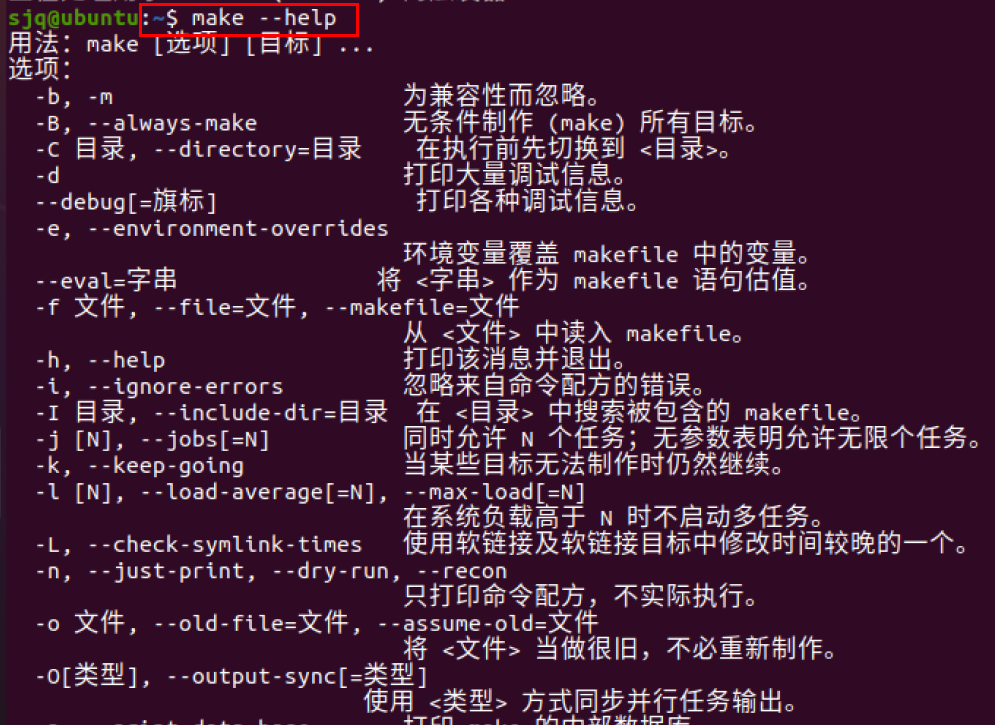 sjq@ubuntu:~$ make --help
用法：make [选项] [目标] ...
选项：
-b, -m 为兼容性而忽略。
-B, --always-make 无条件制作 (make) 所有目标。
-C 目录, --directory=目录 在执行前先切换到 <目录>。
-d 打印大量调试信息。
--debug[=旗标] 打印各种调试信息。
-e, --environment-overrides
环境变量覆盖 makefile 中的变量。
--eval=字串 将 <字串> 作为 makefile 语句估值。
-f 文件, --file=文件, --makefile=文件
从 <文件> 中读入 makefile。
-h, --help 打印该消息并退出。
-i, --ignore-errors 忽略来自命令配方的错误。
-I 目录, --include-dir=目录 在 <目录> 中搜索被包含的 makefile。
-j [N], --jobs[=N] 同时允许 N 个任务；无参数表明允许无限个任务。
-k, --keep-going 当某些目标无法制作时仍然继续。
-l [N], --load-average[=N], --max-load[=N]
在系统负载高于 N 时不启动多任务。
-L, --check-symlink-times 使用软链接及软链接目标中修改时间较晚的一个。
-n, --just-print, --dry-run, --recon
只打印命令配方，不实际执行。
-o 文件, --old-file=文件, --assume-old=文件
将 <文件> 当做很旧，不必重新制作。
-O[类型], --output-sync[=类型]
使用 <类型> 方式同步并行任务输出。
打印 make 的内部数据库